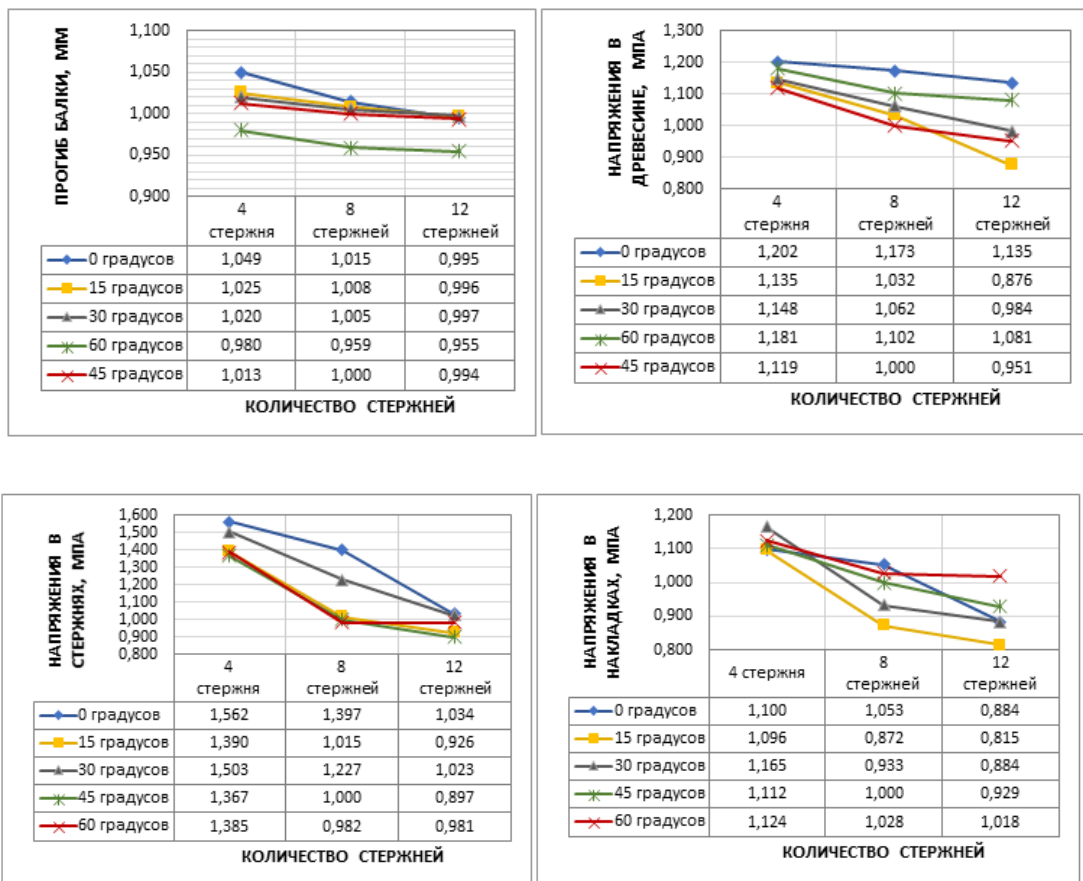 ПРОГИБ БАЛКИ, ММ
1,100
1,050
1,000
0,950
0,900
4 стержня
8 стержней
12 стержней
0 градусов 1,049 1,015 0,995
15 градусов 1,025 1,008 0,996
30 градусов 1,020 1,005 0,997
60 градусов 0,980 0,959 0,955
45 градусов 1,013 1,000 0,994
КОЛИЧЕСТВО СТЕРЖНЕЙ
НАПРЯЖЕНИЯ В
ДРЕВЕСИНЕ, МПА
1,300
1,200
1,100
1,000
0,900
0,800
4 стержня
8 стержней
12 стержней
0 градусов 1,202 1,173 1,135
15 градусов 1,135 1,032 0,876
30 градусов 1,148 1,062 0,984
60 градусов 1,181 1,102 1,081
45 градусов 1,119 1,000 0,951
КОЛИЧЕСТВО СТЕРЖНЕЙ
НАПРЯЖЕНИЯ В
СТЕРЖНЯХ, МПА
1,600
1,500
1,400
1,300
1,200
1,100
1,000
0,900
0,800
4 стержня
8 стержней
12 стержней
0 градусов 1,562 1,397 1,034
15 градусов 1,390 1,015 0,926
30 градусов 1,503 1,227 1,023
45 градусов 1,367 1,000 0,897
60 градусов 1,385 0,982 0,981
КОЛИЧЕСТВО СТЕРЖНЕЙ
НАПРЯЖЕНИЯ В
НАКЛАДКАХ, МПА
1,200
1,100
1,000
0,900
0,800
4 стержня
8 стержней
12 стержней
0 градусов 1,100 1,053 0,884
15 градусов 1,096 0,872 0,815
30 градусов 1,165 0,933 0,884
45 градусов 1,112 1,000 0,929
60 градусов 1,124 1,028 1,018
КОЛИЧЕСТВО СТЕРЖНЕЙ